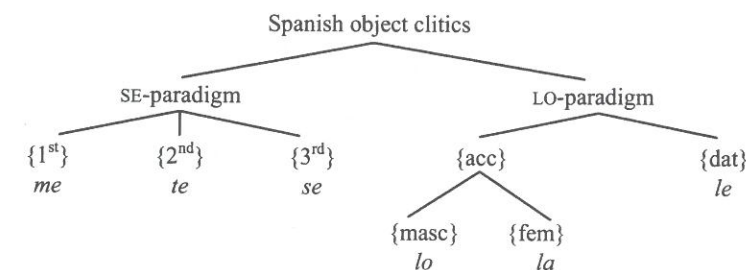 Spanish object clitics
SE-paradigm LO-paradigm
{1st} {2nd} {3rd} {acc} {dat}
me te se le
{masc} {fem}
lo la